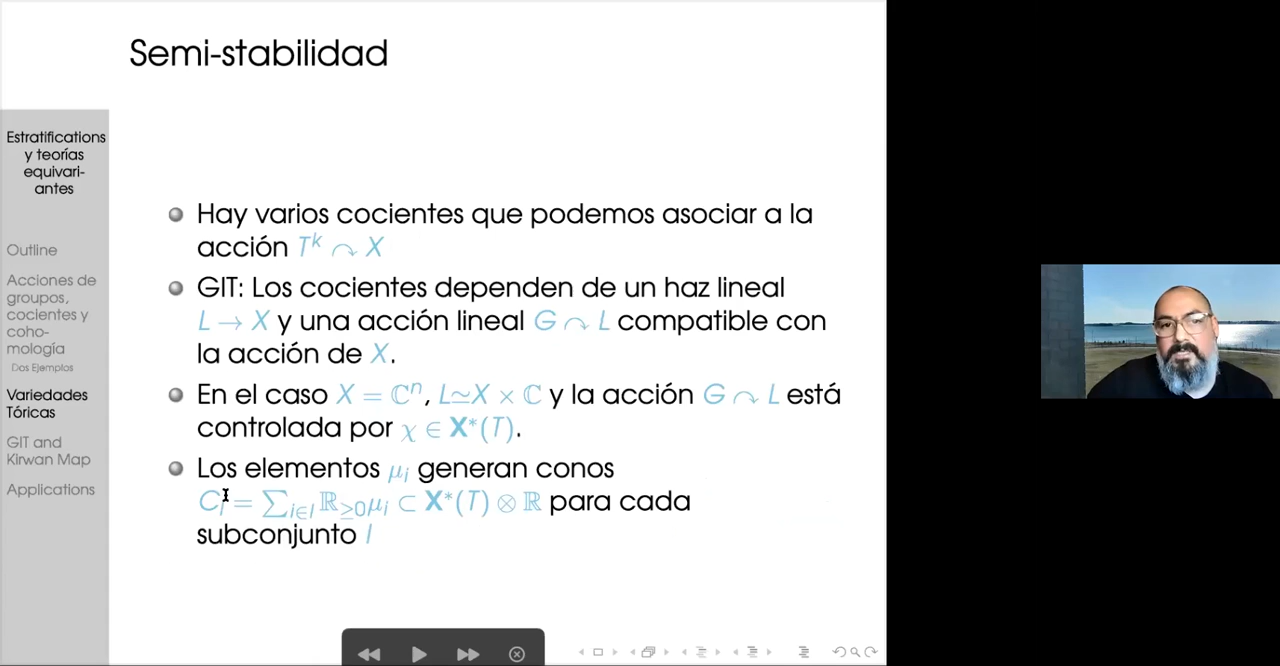 Semi-stabilidad
Estratifications
y teorías
equivari-
antes
Outline
Acciones de
grupos,
cocientes y
coho-
mología
Dos Ejemplos
Variedades
Tóricas
GIT and
Kirwan Map
Applications
Hay varios cocientes que podemos asociar a la
acción T^k ↷ X
GIT: Los cocientes dependen de un haz lineal
L → X y una acción lineal G ↷ L compatible con
la acción de X.
En el caso X = ℂ^n, L≃X × ℂ y la acción G ↷ L está
controlada por χ ∈ X*(T).
Los elementos μ_i generan conos
C_I = ∑_{i∈I} ℝ_{≥0}μ_i ⊂ X*(T) ⊗ ℝ para cada
subconjunto I